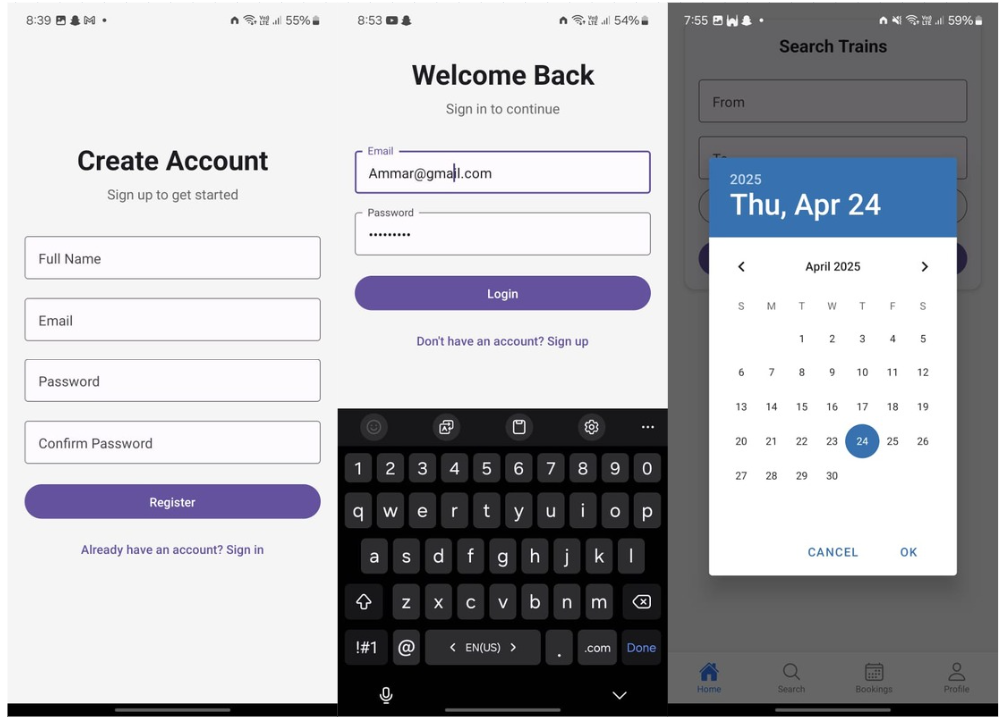 8:39
55%
Create Account
Sign up to get started
Full Name
Email
Password
Confirm Password
Register
Already have an account? Sign in
8:53
54%
Welcome Back
Sign in to continue
Email
Ammar@gmail.com
Password
•••••••••
Login
Don't have an account? Sign up
1 2 3 4 5 6 7 8 9 0
q w e r t y u i o p
a s d f g h j k l
z x c v b n m
!#1 @ EN(US) . .com Done
7:55
59%
Search Trains
From
To
2025
Thu, Apr 24
April 2025
S M T W T F S
1 2 3 4 5
6 7 8 9 10 11 12
13 14 15 16 17 18 19
20 21 22 23 24 25 26
27 28 29 30
CANCEL OK
Home Search Bookings Profile